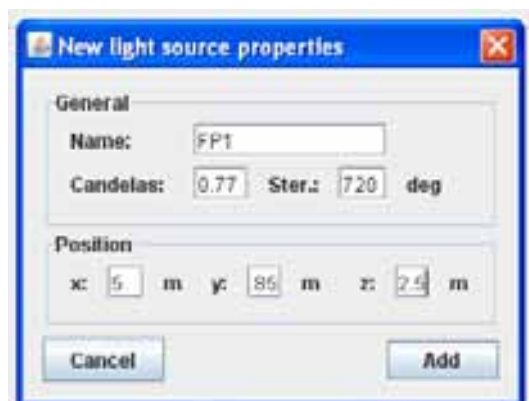 New light source properties
General
Name: FP1
Candelas: 0.77 Ster.: 720 deg
Position
x: 5 m y: 85 m z: 2.5 m
Cancel Add